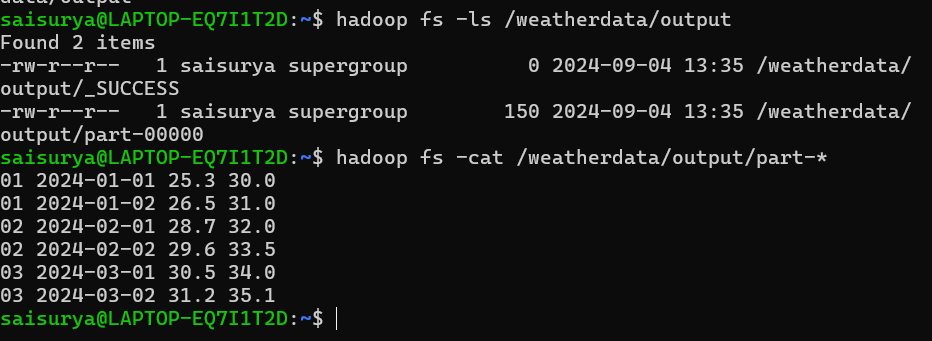 data/output
saisurya@LAPTOP-EQ7I1T2D:~$ hadoop fs -ls /weatherdata/output
Found 2 items
-rw-r--r--   1 saisurya supergroup          0 2024-09-04 13:35 /weatherdata/
output/_SUCCESS
-rw-r--r--   1 saisurya supergroup        150 2024-09-04 13:35 /weatherdata/
output/part-00000
saisurya@LAPTOP-EQ7I1T2D:~$ hadoop fs -cat /weatherdata/output/part-*
01 2024-01-01 25.3 30.0
01 2024-01-02 26.5 31.0
02 2024-02-01 28.7 32.0
02 2024-02-02 29.6 33.5
03 2024-03-01 30.5 34.0
03 2024-03-02 31.2 35.1
saisurya@LAPTOP-EQ7I1T2D:~$